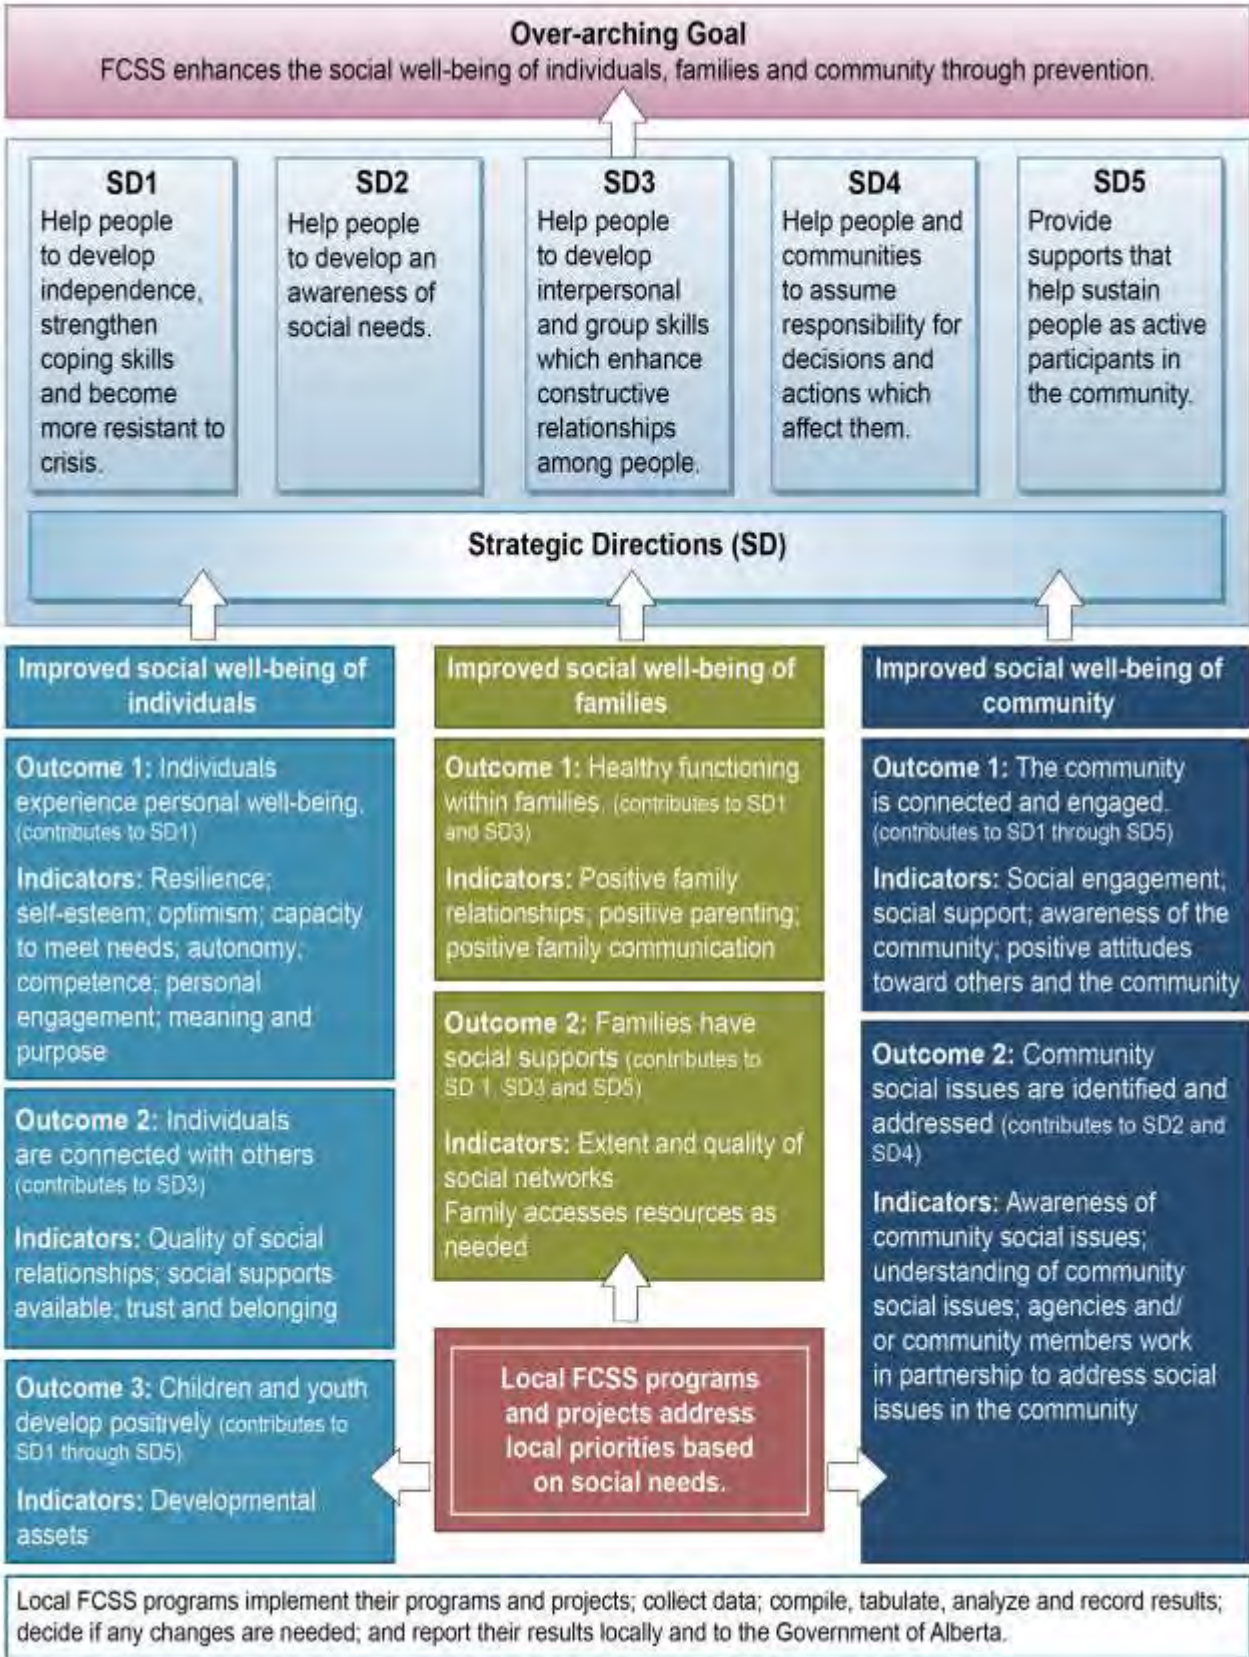 Over-arching Goal
FCSS enhances the social well-being of individuals, families and community through prevention.
SD1
Help people
to develop
independence,
strengthen
coping skills
and become
more resistant to
crisis.
SD2
Help people
to develop an
awareness of
social needs.
SD3
Help people
to develop
interpersonal
and group skills
which enhance
constructive
relationships
among people.
SD4
Help people and
communities
to assume
responsibility for
decisions and
actions which
affect them.
SD5
Provide
supports that
help sustain
people as active
participants in
the community.
Strategic Directions (SD)
Improved social well-being of
individuals
Outcome 1: Individuals
experience personal well-being.
(contributes to SD1)
Indicators: Resilience;
self-esteem; optimism; capacity
to meet needs; autonomy;
competence; personal
engagement; meaning and
purpose
Outcome 2: Individuals
are connected with others
(contributes to SD3)
Indicators: Quality of social
relationships; social supports
available; trust and belonging
Outcome 3: Children and youth
develop positively (contributes to
SD1 through SD5).
Indicators: Developmental
assets
Improved social well-being of
families
Outcome 1: Healthy functioning
within families. (contributes to SD1
and SD3)
Indicators: Positive family
relationships; positive parenting;
positive family communication
Outcome 2: Families have
social supports (contributes to
SD 1, SD3 and SD5)
Indicators: Extent and quality of
social networks
Family accesses resources as
needed
Local FCSS programs
and projects address
local priorities based
on social needs.
Improved social well-being of
community
Outcome 1: The community
is connected and engaged.
(contributes to SD1 through SD5)
Indicators: Social engagement;
social support; awareness of the
community; positive attitudes
toward others and the community
Outcome 2: Community
social issues are identified and
addressed (contributes to SD2 and
SD4)
Indicators: Awareness of
community social issues;
understanding of community
social issues; agencies and/
or community members work
in partnership to address social
issues in the community
Local FCSS programs implement their programs and projects; collect data; compile, tabulate, analyze and record results;
decide if any changes are needed; and report their results locally and to the Government of Alberta.